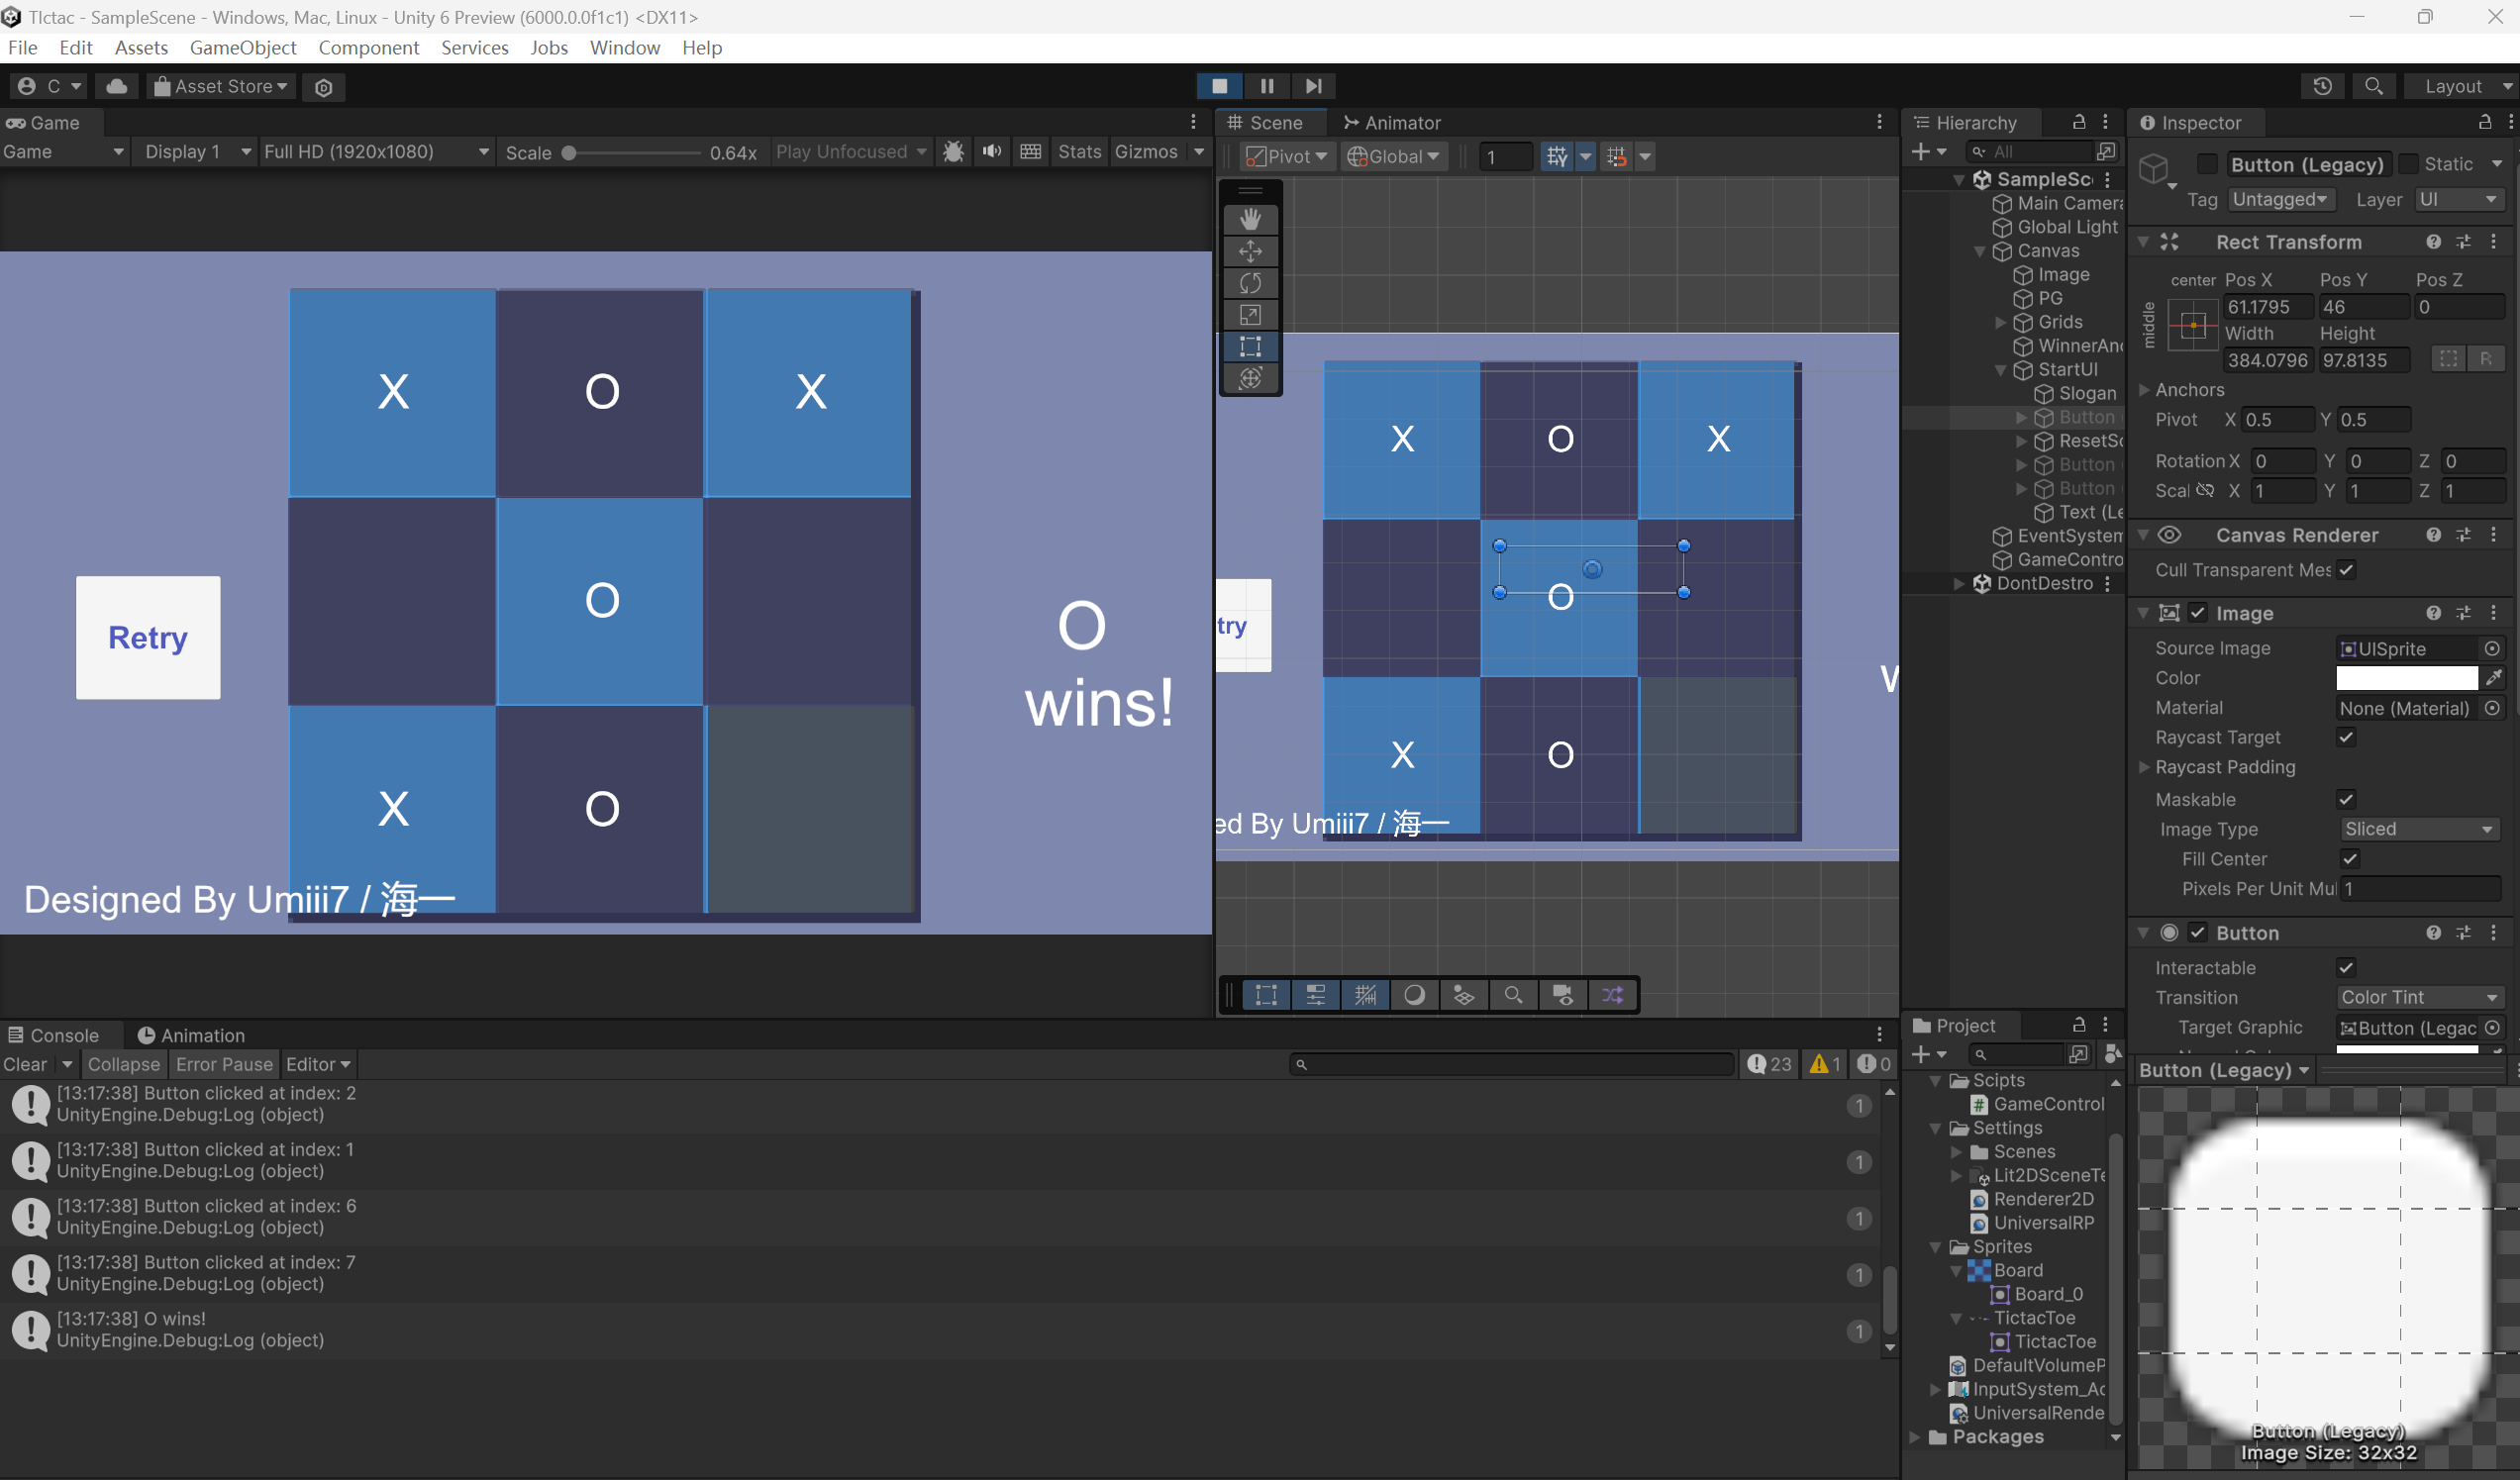 TIctac - SampleScene - Windows, Mac, Linux - Unity 6 Preview (6000.0.0f1c1) <DX11>
File Edit Assets GameObject Component Services Jobs Window Help
C Asset Store Layout
Game
Game Display 1 Full HD (1920x1080) Scale 0.64x Play Unfocused Stats Gizmos
X O X
O
X O
Retry
O
wins!
Designed By Umiii7 / 海一
Scene Animator
Pivot Global 1
X O X
O
X O
try
w
ed By Umiii7 / 海一
Hierarchy
All
SampleSc
Main Camera
Global Light
Canvas
Image
PG
Grids
WinnerAn
StartUI
Slogan
Button
ResetSc
Button
Button
Text (Le
EventSystem
GameContro
DontDestro
Inspector
Button (Legacy) Static
Tag Untagged Layer UI
Rect Transform
center Pos X Pos Y Pos Z
middle 61.1795 46 0
Width Height
384.0796 97.8135 R
Anchors
Pivot X 0.5 Y 0.5
Rotation X 0 Y 0 Z 0
Scal X 1 Y 1 Z 1
Canvas Renderer
Cull Transparent Mes
Image
Source Image UISprite
Color
Material None (Material)
Raycast Target
Raycast Padding
Maskable
Image Type Sliced
Fill Center
Pixels Per Unit Mul 1
Button
Interactable
Transition Color Tint
Target Graphic Button (Legac
Button (Legacy)
Button (Legacy)
Image Size: 32x32
Console Animation
Clear Collapse Error Pause Editor 23 1 0
[13:17:38] Button clicked at index: 2
UnityEngine.Debug:Log (object) 1
[13:17:38] Button clicked at index: 1
UnityEngine.Debug:Log (object) 1
[13:17:38] Button clicked at index: 6
UnityEngine.Debug:Log (object) 1
[13:17:38] Button clicked at index: 7
UnityEngine.Debug:Log (object) 1
[13:17:38] O wins!
UnityEngine.Debug:Log (object) 1
Project
Scipts
GameControl
Settings
Scenes
Lit2DSceneTe
Renderer2D
UniversalRP
Sprites
Board
Board_0
TictacToe
TictacToe
DefaultVolumeP
InputSystem_Ac
UniversalRende
Packages